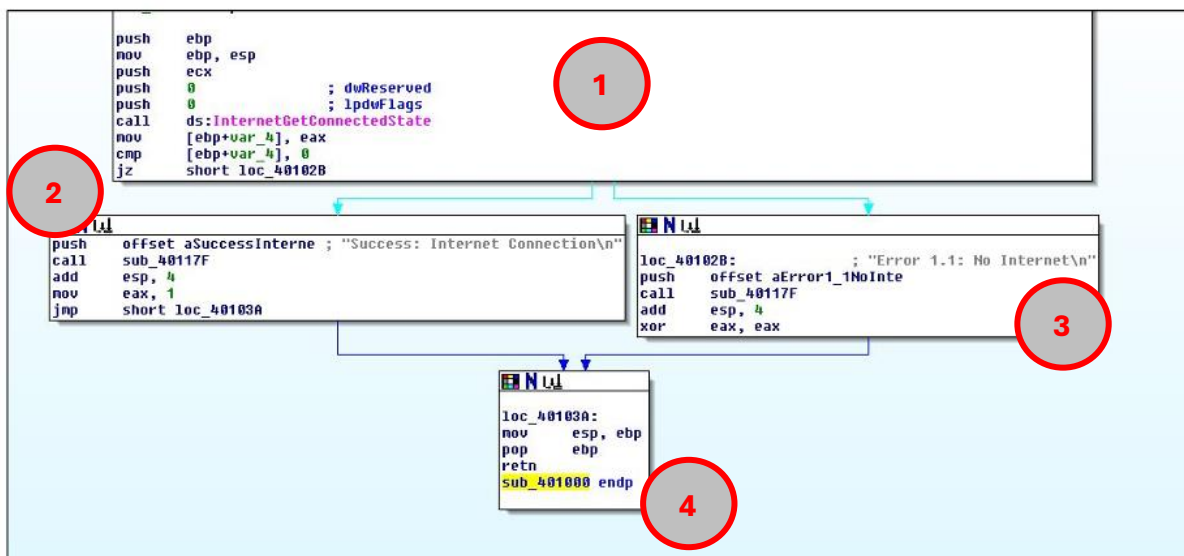 push ebp
mov ebp, esp
push ecx
push 0 ; dwReserved
push 0 ; lpdwFlags
call ds:InternetGetConnectedState
mov [ebp+var_4], eax
cmp [ebp+var_4], 0
jz short loc_40102B
1
2
push offset aSuccessInterne ; "Success: Internet Connection\n"
call sub_40117F
add esp, 4
mov eax, 1
jmp short loc_40103A
loc_40102B: ; "Error 1.1: No Internet\n"
push offset aError1_1NoInte
call sub_40117F
add esp, 4
xor eax, eax
3
loc_40103A:
mov esp, ebp
pop ebp
retn
sub_401000 endp
4